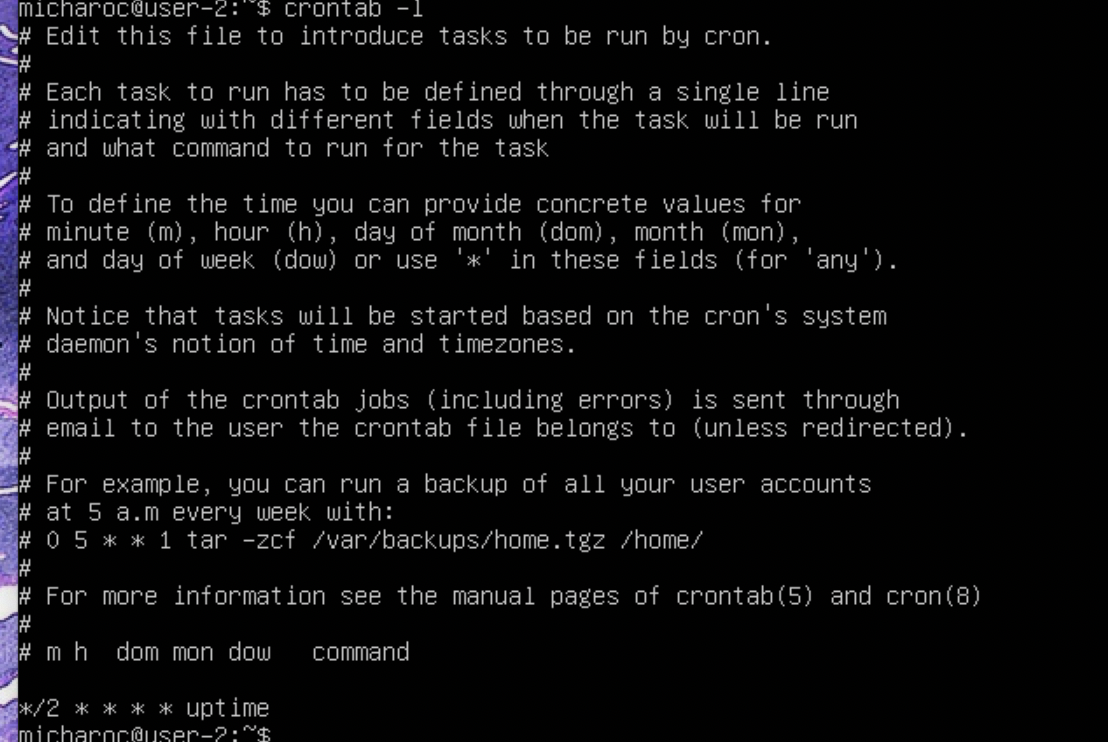 micharoc@user-2:~$ crontab -l
# Edit this file to introduce tasks to be run by cron.
#
# Each task to run has to be defined through a single line
# indicating with different fields when the task will be run
# and what command to run for the task
#
# To define the time you can provide concrete values for
# minute (m), hour (h), day of month (dom), month (mon),
# and day of week (dow) or use '*' in these fields (for 'any').
#
# Notice that tasks will be started based on the cron's system
# daemon's notion of time and timezones.
#
# Output of the crontab jobs (including errors) is sent through
# email to the user the crontab file belongs to (unless redirected).
#
# For example, you can run a backup of all your user accounts
# at 5 a.m every week with:
# 0 5 * * 1 tar -zcf /var/backups/home.tgz /home/
#
# For more information see the manual pages of crontab(5) and cron(8)
#
# m h  dom mon dow   command

*/2 * * * * uptime
micharoc@user-2:~$